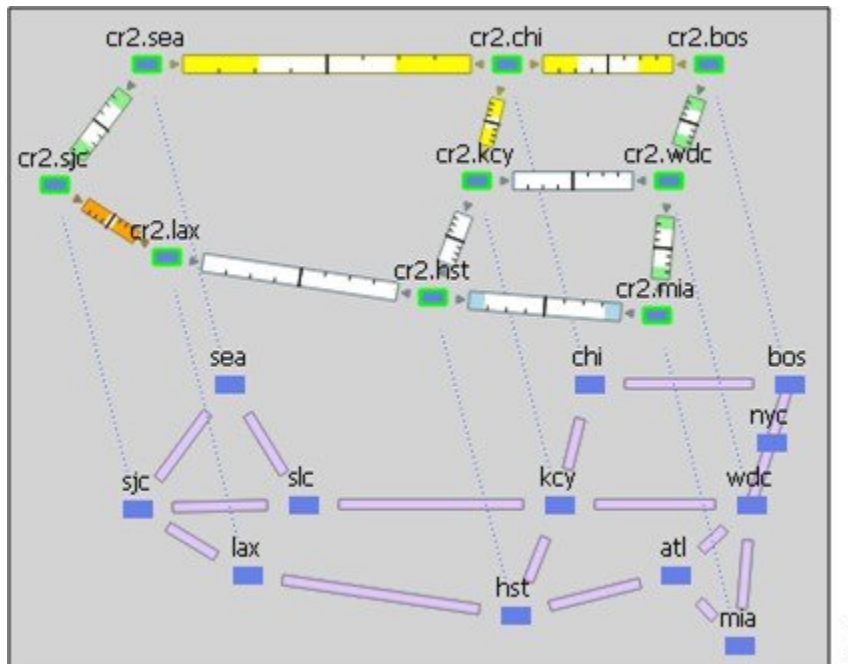 cr2.sea
cr2.chi
cr2.bos
cr2.sjc
cr2.kcy
cr2.wdc
cr2.lax
cr2.hst
cr2.mia
sea
chi
bos
nyc
sjc
slc
kcy
wdc
lax
atl
hst
mia